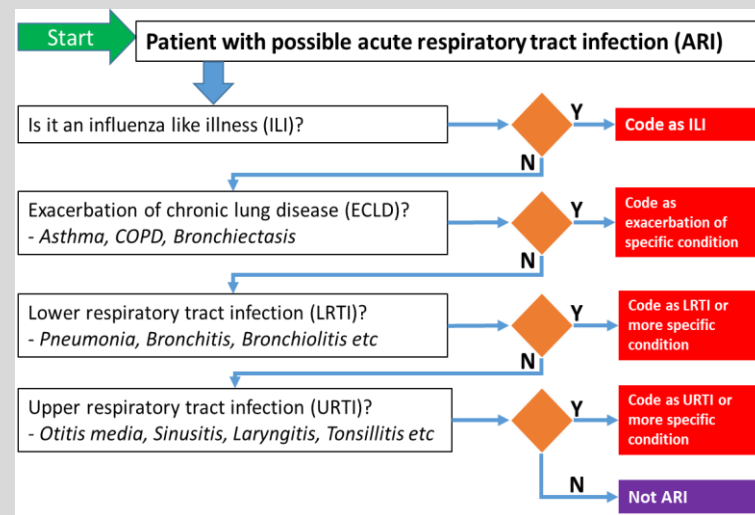 Start
Patient with possible acute respiratory tract infection (ARI)
Is it an influenza like illness (ILI)?
Y
Code as ILI
N
Exacerbation of chronic lung disease (ECLD)?
- Asthma, COPD, Bronchiectasis
Y
Code as
exacerbation of
specific condition
N
Lower respiratory tract infection (LRTI)?
- Pneumonia, Bronchitis, Bronchiolitis etc
Y
Code as LRTI or
more specific
condition
N
Upper respiratory tract infection (URTI)?
- Otitis media, Sinusitis, Laryngitis, Tonsillitis etc
Y
Code as URTI or
more specific
condition
N
Not ARI